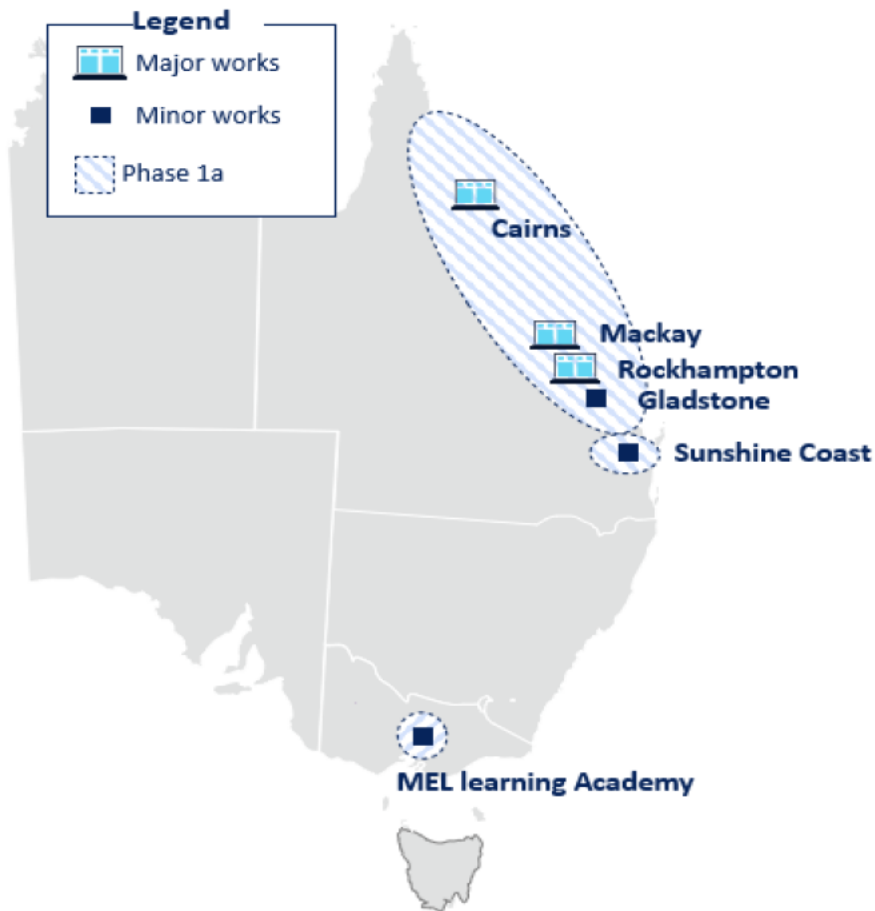 Legend
Major works
Minor works
Phase 1a
Cairns
Mackay
Rockhampton
Gladstone
Sunshine Coast
MEL learning Academy